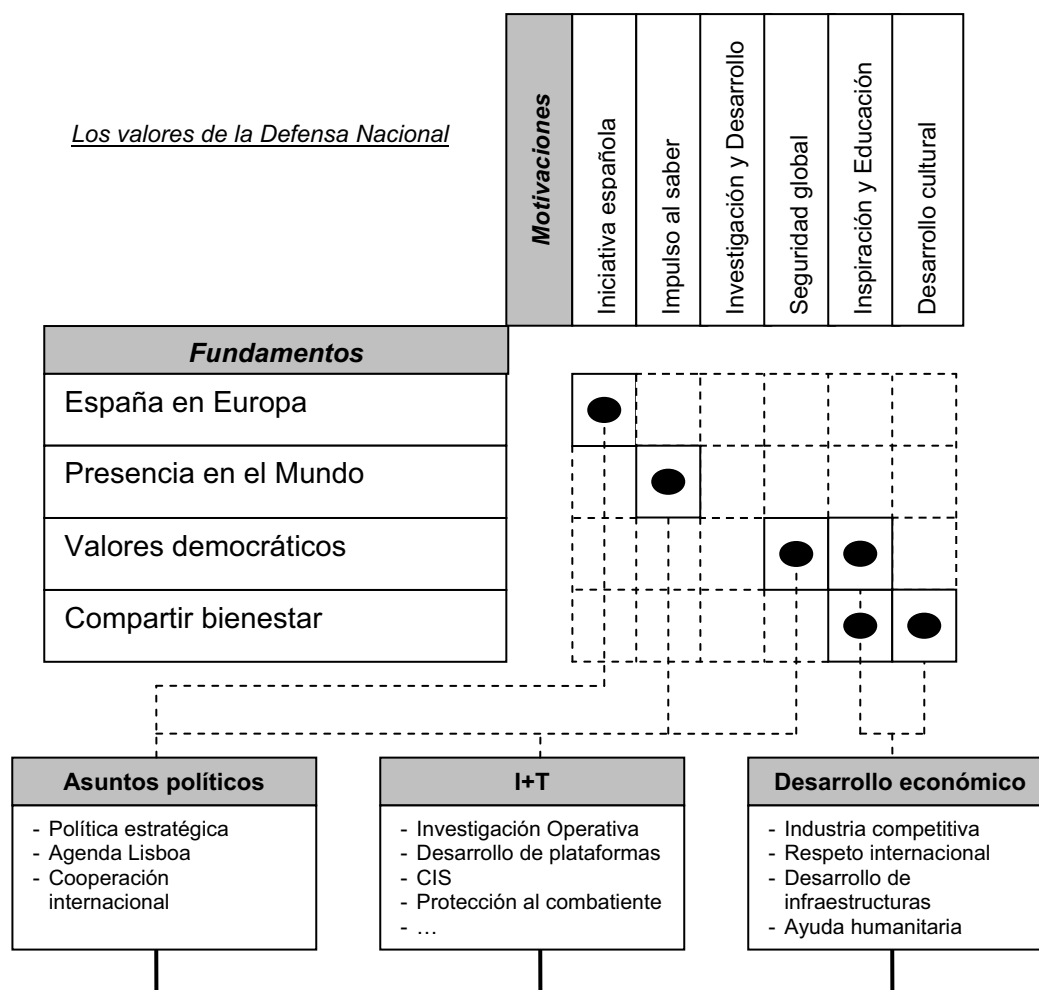 Los valores de la Defensa Nacional
Motivaciones
Iniciativa española
Impulso al saber
Investigación y Desarrollo
Seguridad global
Inspiración y Educación
Desarrollo cultural
Fundamentos
España en Europa
Presencia en el Mundo
Valores democráticos
Compartir bienestar
Asuntos políticos
- Política estratégica
- Agenda Lisboa
- Cooperación
internacional
I+T
- Investigación Operativa
- Desarrollo de plataformas
- CIS
- Protección al combatiente
- …
Desarrollo económico
- Industria competitiva
- Respeto internacional
- Desarrollo de
infraestructuras
- Ayuda humanitaria